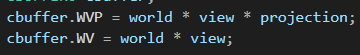 cbuffer.WVP = world * view * projection;
cbuffer.WV = world * view;